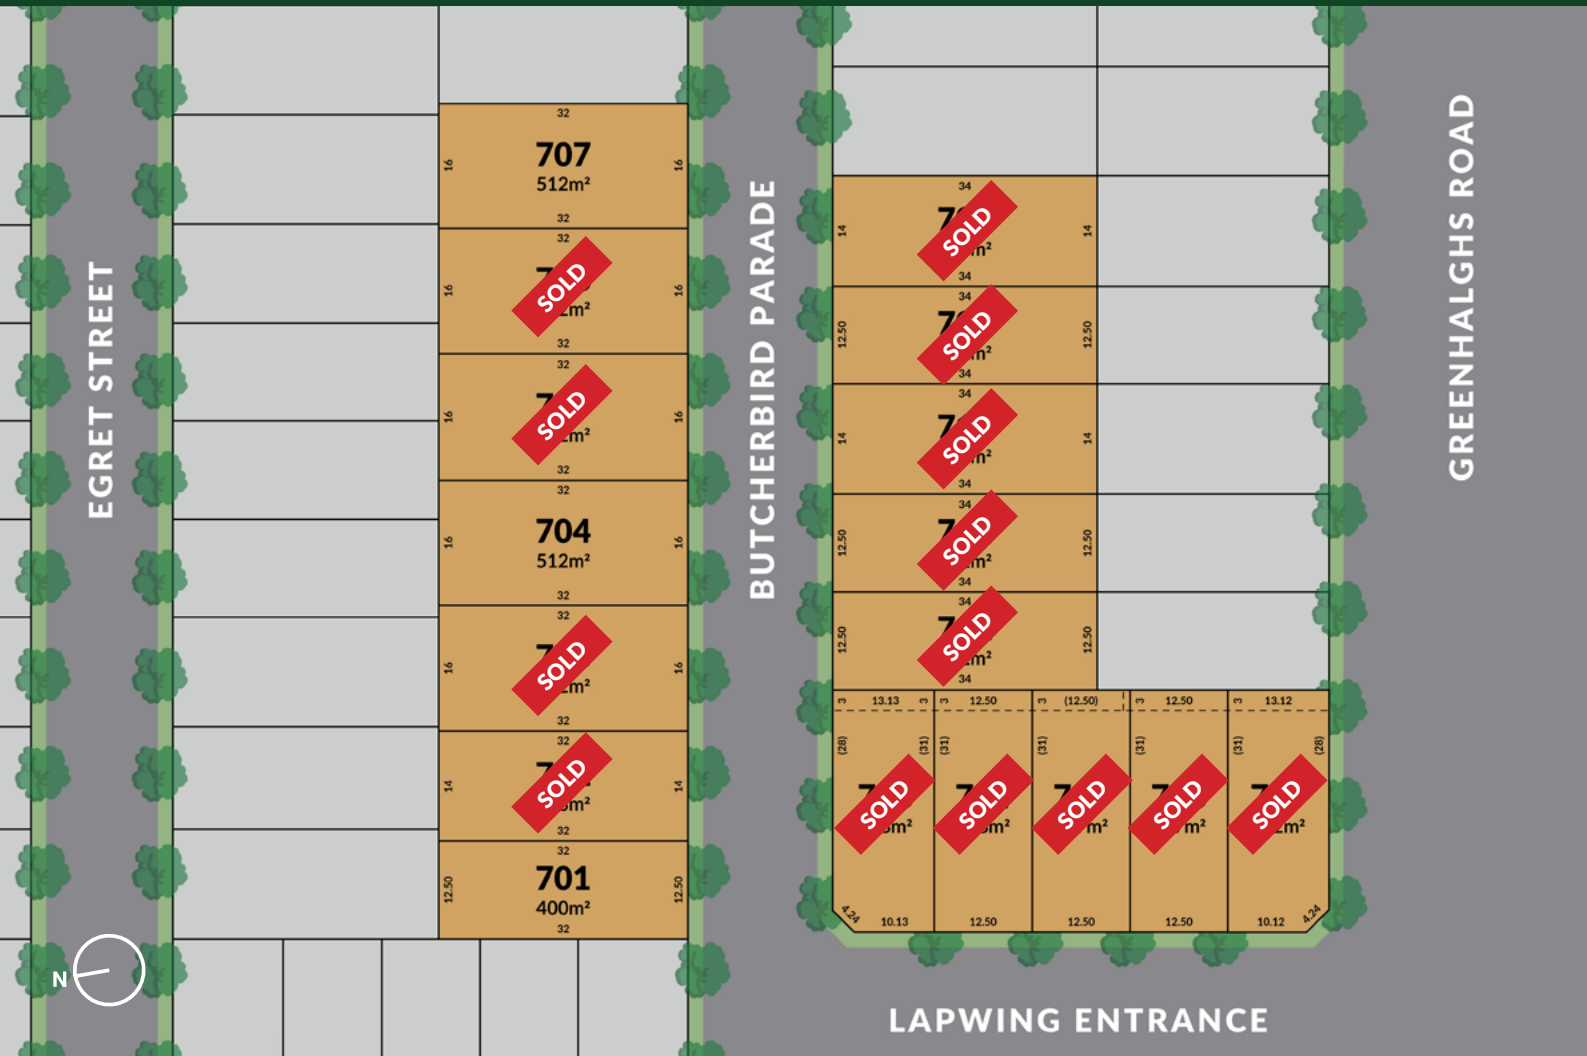 EGRET STREET
32
707
512m²
16
16
32
32
SOLD
16
16
32
32
SOLD
16
16
32
32
704
512m²
16
16
32
32
SOLD
16
16
32
32
SOLD
14
14
32
32
701
400m²
12.50
12.50
32
BUTCHERBIRD PARADE
34
SOLD
14
14
34
34
SOLD
12.50
12.50
34
34
SOLD
14
14
34
34
SOLD
12.50
12.50
34
34
SOLD
12.50
12.50
34
3 13.13 3
3 12.50
3 (12.50)
3 12.50
3 13.12
(28) (31)
(31)
(31)
(31)
(31) (28)
SOLD
SOLD
SOLD
SOLD
SOLD
4.24
10.13
12.50
12.50
12.50
10.12
4.24
GREENHALGHS ROAD
LAPWING ENTRANCE
N